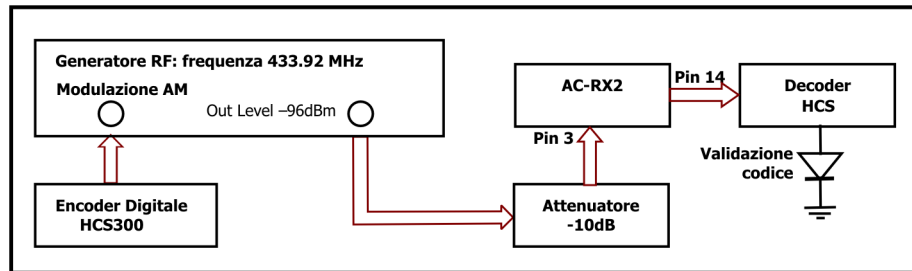 Generatore RF: frequenza 433.92 MHz
Modulazione AM
Out Level –96dBm
AC-RX2
Pin 14
Decoder
HCS
Pin 3
Validazione
codice
Encoder Digitale
HCS300
Attenuatore
-10dB